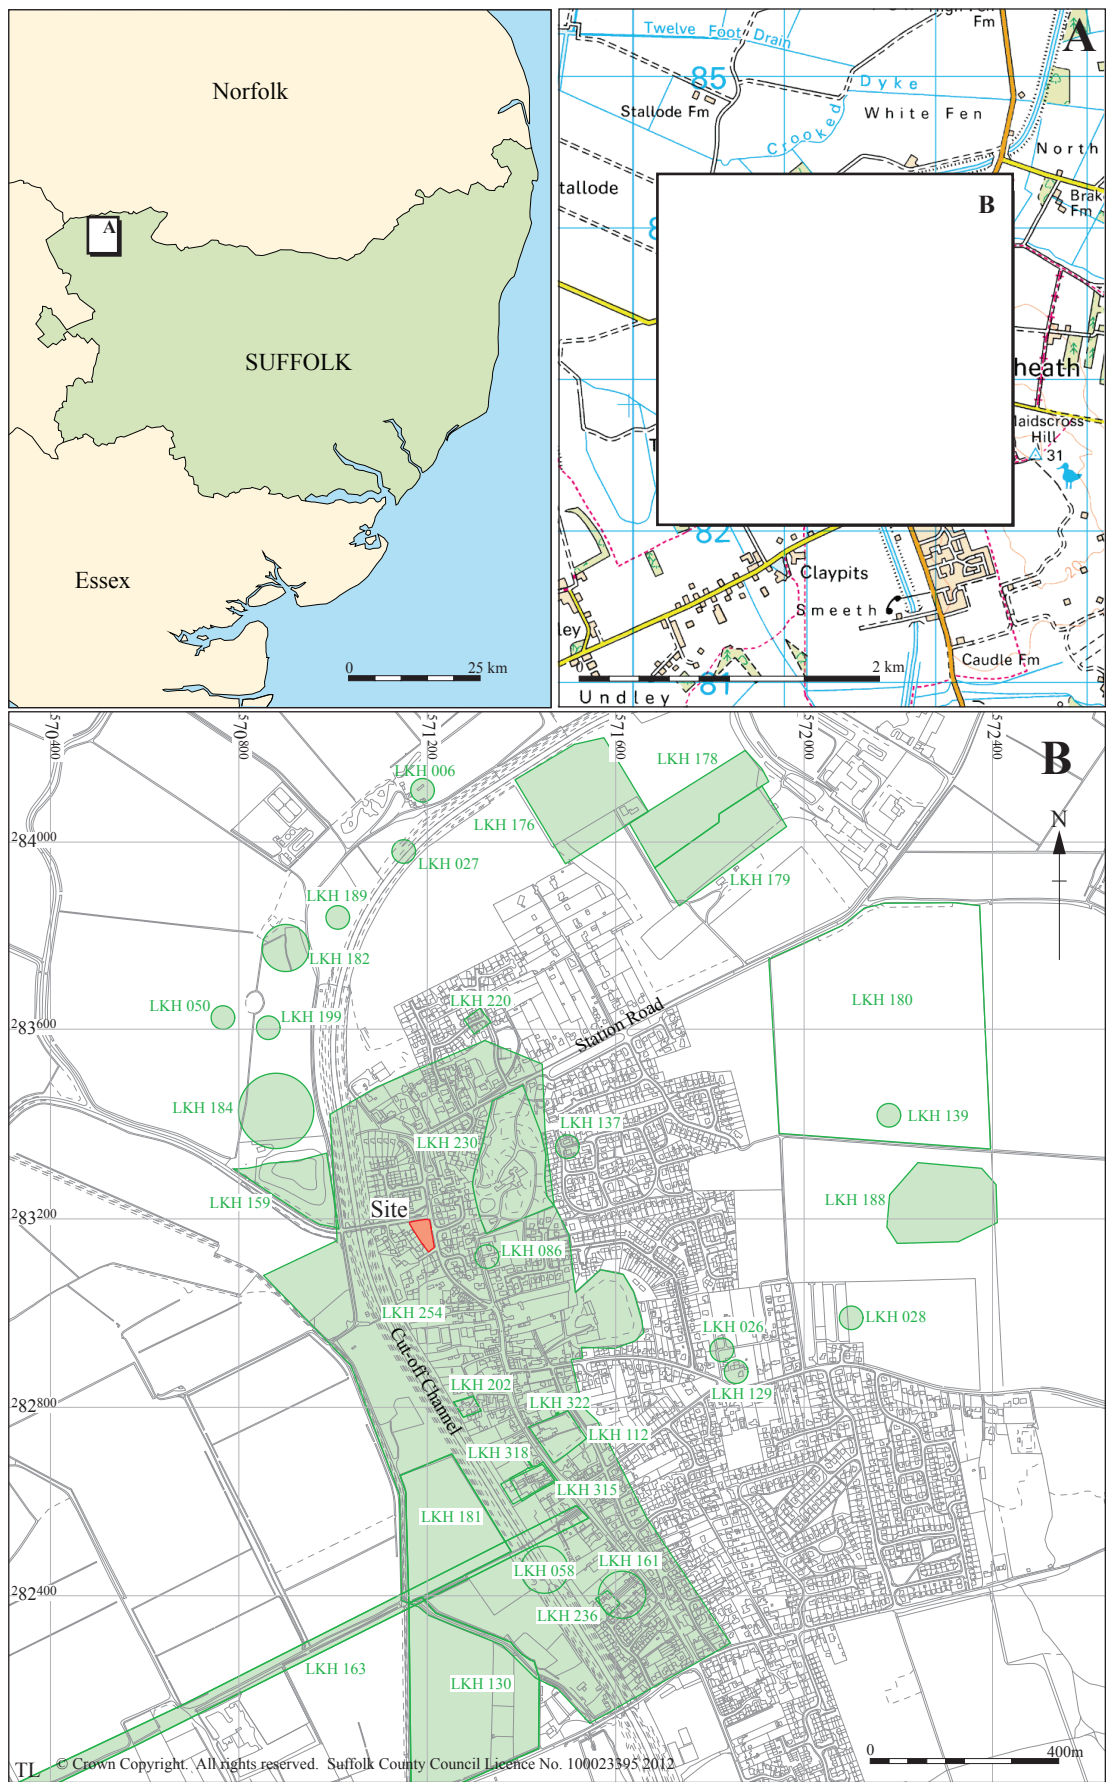 Norfolk
A
SUFFOLK
Essex
0 25 km
A
Fm
Twelve Foot Drain
85
Stallode Fm
Crooked Dyke
White Fen
North
tallode
Brak
Fm
B
heath
Maidscross
Hill
31
82
Claypits
Smeeth
20
ley
Caudle Fm
0 2 km
81
Undley
B
N
570400
570800
571200
571600
572000
572400
284000
283600
283200
282800
282400
LKH 006
LKH 178
LKH 176
LKH 027
LKH 179
LKH 189
LKH 182
LKH 050
LKH 199
LKH 220
Station Road
LKH 180
LKH 184
LKH 137
LKH 139
LKH 230
LKH 159
Site
LKH 188
LKH 086
LKH 254
LKH 028
LKH 026
Cut-off Channel
LKH 129
LKH 202
LKH 322
LKH 112
LKH 318
LKH 315
LKH 181
LKH 161
LKH 058
LKH 236
LKH 163
LKH 130
TL
© Crown Copyright. All rights reserved. Suffolk County Council Licence No. 100023395 2012
0 400m